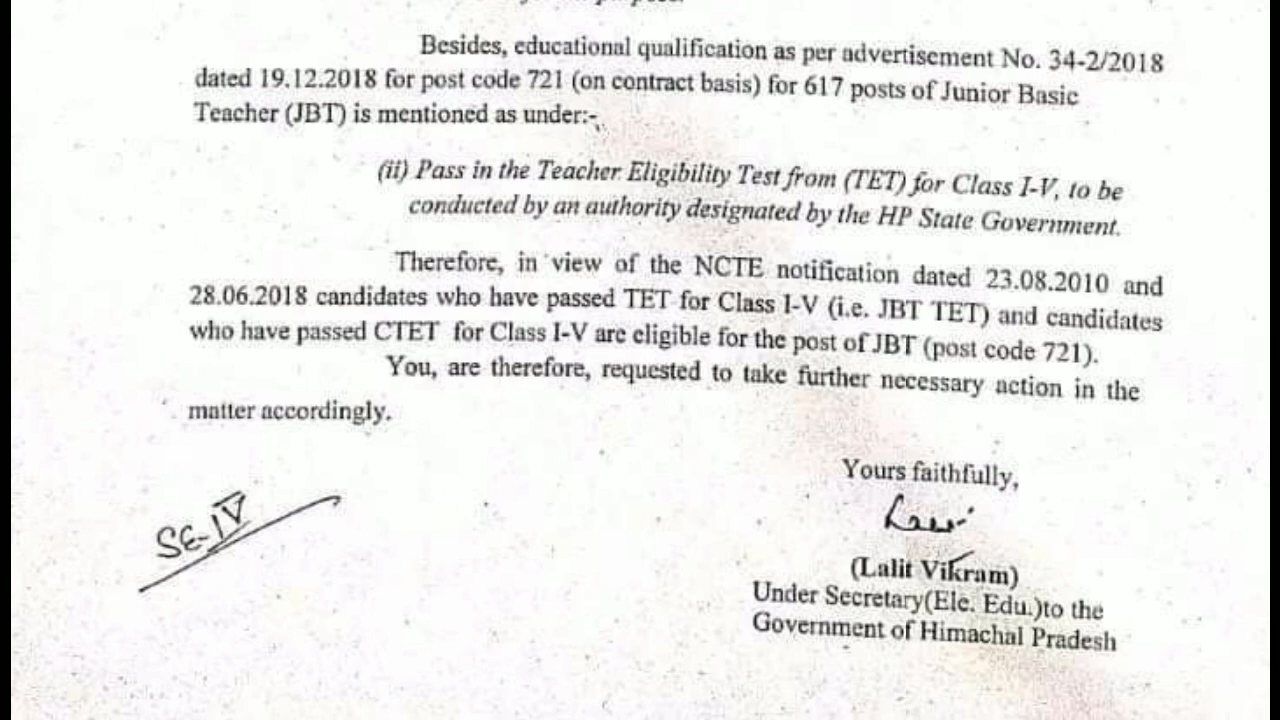 Besides, educational qualification as per advertisement No. 34-2/2018
dated 19.12.2018 for post code 721 (on contract basis) for 617 posts of Junior Basic
Teacher (JBT) is mentioned as under:-
(ii) Pass in the Teacher Eligibility Test from (TET) for Class I-V, to be
conducted by an authority designated by the HP State Government.
Therefore, in view of the NCTE notification dated 23.08.2010 and
28.06.2018 candidates who have passed TET for Class I-V (i.e. JBT TET) and candidates
who have passed CTET for Class I-V are eligible for the post of JBT (post code 721).
You, are therefore, requested to take further necessary action in the
matter accordingly.
Yours faithfully,
SE-IV
(Lalit Vikram)
Under Secretary(Ele. Edu.)to the
Government of Himachal Pradesh